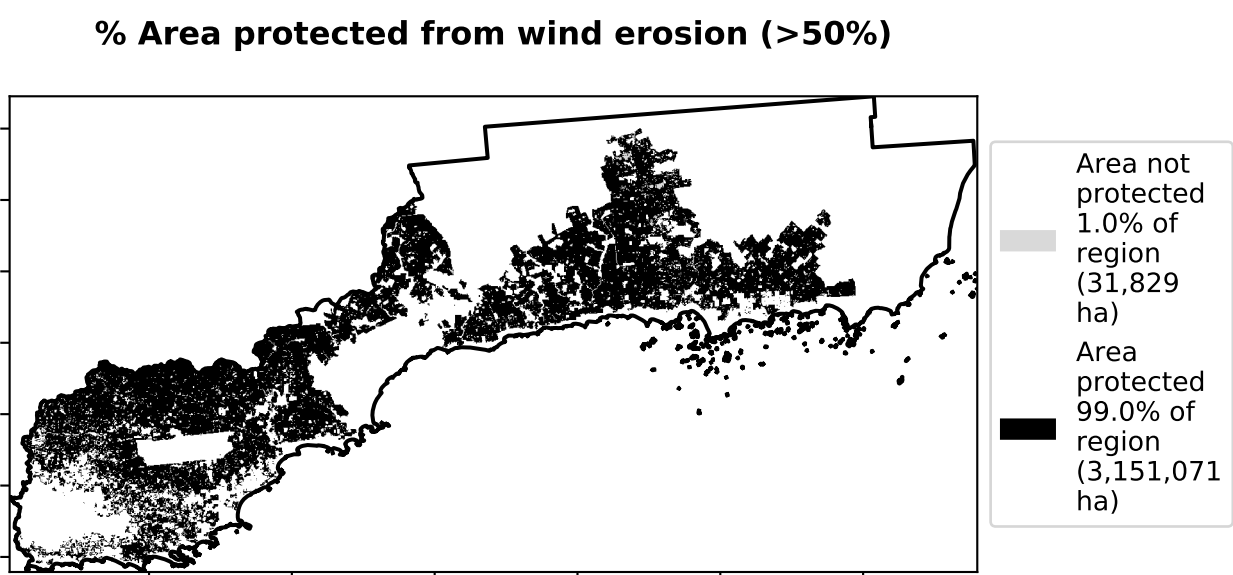 % Area protected from wind erosion (>50%)
Area not
protected
1.0% of
region
(31,829
ha)
Area
protected
99.0% of
region
(3,151,071
ha)